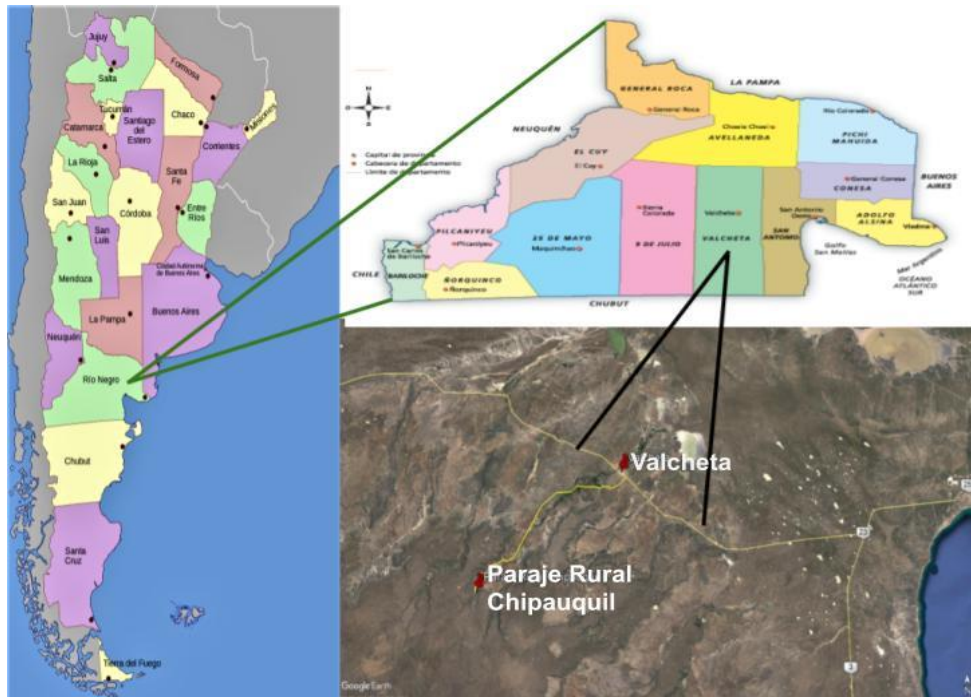 Jujuy
Salta
Formosa
Tucumán
Chaco
Misiones
Catamarca
Santiago
del
Estero
Corrientes
La Rioja
Santa
Fe
San Juan
Córdoba
Entre
Ríos
San
Luis
Mendoza
Ciudad Autónoma
de Buenos Aires
La Pampa
Buenos Aires
Neuquén
Río Negro
Chubut
Santa
Cruz
Tierra del Fuego
LA PAMPA
GENERAL ROCA
General Roca
NEUQUÉN
Capital de provincia
Cabecera de departamento
Límite de departamento
Río Colorado
PICHI
MAHUIDA
Choele Choel
AVELLANEDA
EL CUY
El Cuy
General Conesa
CONESA
BUENOS
AIRES
PILCANIYEU
Pilcaniyeu
25 DE MAYO
Maquinchao
Sierra
Colorada
9 DE JULIO
Valcheta
VALCHETA
San Antonio
Oeste
SAN
ANTONIO
ADOLFO
ALSINA
Viedma
San Carlos
de Bariloche
BARILOCHE
CHILE
ÑORQUINCO
Ñorquinco
CHUBUT
Golfo
San Matías
Mar Argentino
OCÉANO
ATLÁNTICO
SUR
Valcheta
Paraje Rural
Chipauquil
23
3
Google Earth